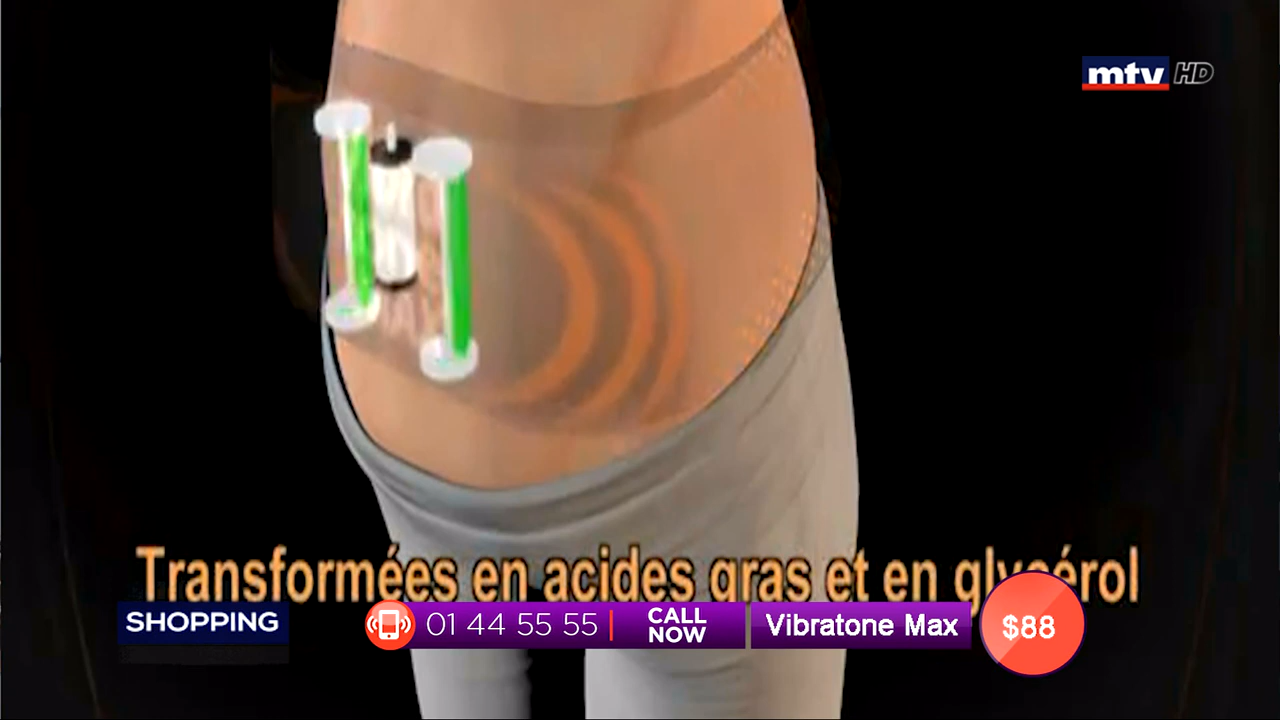 mtv HD
Transformées en acides gras et en glycérol
SHOPPING
01 44 55 55
CALL
NOW
Vibratone Max
$88